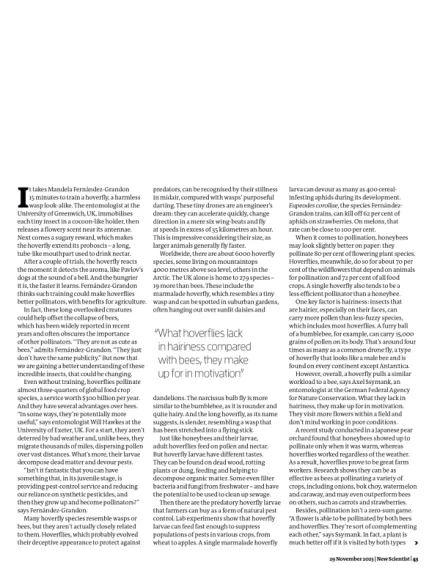 It takes Mandela Fernández-Grandon
15 minutes to train a hoverfly, a harmless
wasp look-alike. The entomologist at the
University of Greenwich, UK, immobilises
each tiny insect in a cocoon-like holder, then
releases a flowery scent near its antennae.
Next comes a sugary reward, which makes
the hoverfly extend its proboscis – a long,
tube-like mouthpart used to drink nectar.
After a couple of trials, the hoverfly reacts
the moment it detects the aroma, like Pavlov's
dogs at the sound of a bell. And the hungrier
it is, the faster it learns. Fernández-Grandon
thinks such training could make hoverflies
better pollinators, with benefits for agriculture.
In fact, these long-overlooked creatures
could help offset the collapse of bees,
which has been widely reported in recent
years and often obscures the importance
of other pollinators. "They are not as cute as
bees," admits Fernández-Grandon. "They just
don't have the same publicity." But now that
we are gaining a better understanding of these
incredible insects, that could be changing.
Even without training, hoverflies pollinate
almost three-quarters of global food crop
species, a service worth $300 billion per year.
And they have several advantages over bees.
"In some ways, they're potentially more
useful," says entomologist Will Hawkes at the
University of Exeter, UK. For a start, they aren't
deterred by bad weather and, unlike bees, they
migrate thousands of miles, dispersing pollen
over vast distances. What's more, their larvae
decompose dead matter and devour pests.
"Isn't it fantastic that you can have
something that, in its juvenile stage, is
providing pest-control service and reducing
our reliance on synthetic pesticides, and
then they grow up and become pollinators?"
says Fernández-Grandon.
Many hoverfly species resemble wasps or
bees, but they aren't actually closely related
to them. Hoverflies, which probably evolved
their deceptive appearance to protect against
predators, can be recognised by their stillness
in midair, compared with wasps' purposeful
darting. These tiny drones are an engineer's
dream: they can accelerate quickly, change
direction in a mere six wing-beats and fly
at speeds in excess of 35 kilometres an hour.
This is impressive considering their size, as
larger animals generally fly faster.
Worldwide, there are about 6000 hoverfly
species, some living on mountaintops
4000 metres above sea level, others in the
Arctic. The UK alone is home to 279 species –
19 more than bees. These include the
marmalade hoverfly, which resembles a tiny
wasp and can be spotted in suburban gardens,
often hanging out over sunlit daisies and
"What hoverflies lack
in hairiness compared
with bees, they make
up for in motivation"
dandelions. The narcissus bulb fly is more
similar to the bumblebee, as it is rounder and
quite hairy. And the long hoverfly, as its name
suggests, is slender, resembling a wasp that
has been stretched into a flying stick.
Just like honeybees and their larvae,
adult hoverflies feed on pollen and nectar.
But hoverfly larvae have different tastes.
They can be found on dead wood, rotting
plants or dung, feeding and helping to
decompose organic matter. Some even filter
bacteria and fungi from freshwater – and have
the potential to be used to clean up sewage.
Then there are the predatory hoverfly larvae
that farmers can buy as a form of natural pest
control. Lab experiments show that hoverfly
larvae can feed fast enough to suppress
populations of pests in various crops, from
wheat to apples. A single marmalade hoverfly
larva can devour as many as 400 cereal-
infesting aphids during its development.
Eupeodes corollae, the species Fernández-
Grandon trains, can kill off 62 per cent of
aphids on strawberries. On melons, that
rate can be close to 100 per cent.
When it comes to pollination, honeybees
may look slightly better on paper: they
pollinate 80 per cent of flowering plant species.
Hoverflies, meanwhile, do so for about 70 per
cent of the wildflowers that depend on animals
for pollination and 72 per cent of all food
crops. A single hoverfly also tends to be a
less efficient pollinator than a honeybee.
One key factor is hairiness: insects that
are hairier, especially on their faces, can
carry more pollen than less-fuzzy species,
which includes most hoverflies. A furry ball
of a bumblebee, for example, can carry 15,000
grains of pollen on its body. That's around four
times as many as a common dronefly, a type
of hoverfly that looks like a male bee and is
found on every continent except Antarctica.
However, overall, a hoverfly pulls a similar
workload to a bee, says Axel Ssymank, an
entomologist at the German Federal Agency
for Nature Conservation. What they lack in
hairiness, they make up for in motivation.
They visit more flowers within a field and
don't mind working in poor conditions.
A recent study conducted in a Japanese pear
orchard found that honeybees showed up to
pollinate only when it was warm, whereas
hoverflies worked regardless of the weather.
As a result, hoverflies prove to be great farm
workers. Research shows they can be as
effective as bees at pollinating a variety of
crops, including onions, bok choy, watermelon
and caraway, and may even outperform bees
on others, such as carrots and strawberries.
Besides, pollination isn't a zero-sum game.
"A flower is able to be pollinated by both bees
and hoverflies. They're sort of complementing
each other," says Ssymank. In fact, a plant is
much better off if it is visited by both types
29 November 2025 | New Scientist | 43